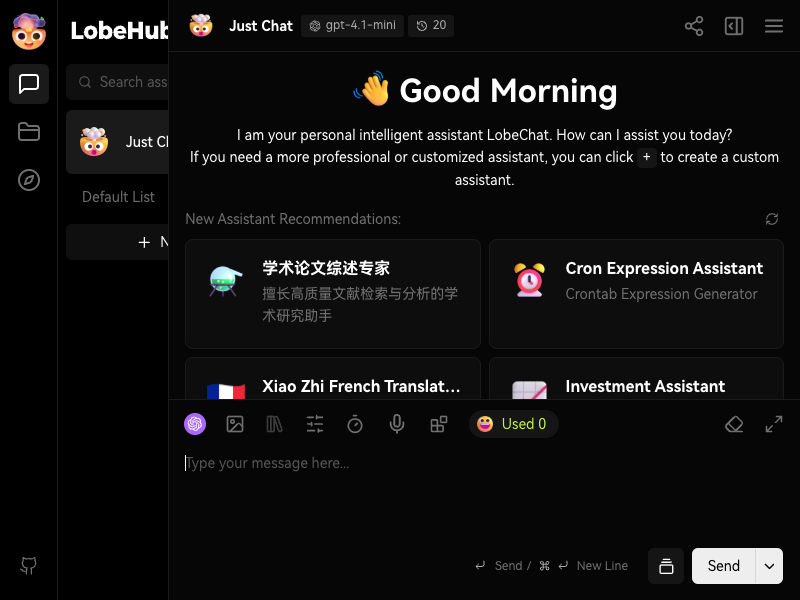 LobeHub
Just Chat
gpt-4.1-mini
20
Search ass
Just Ch
Default List
Good Morning
I am your personal intelligent assistant LobeChat. How can I assist you today?
If you need a more professional or customized assistant, you can click + to create a custom
assistant.
New Assistant Recommendations:
学术论文综述专家
擅长高质量文献检索与分析的学
术研究助手
Cron Expression Assistant
Crontab Expression Generator
Xiao Zhi French Translat...
Investment Assistant
Used 0
Type your message here...
Send / ⌘ New Line
Send